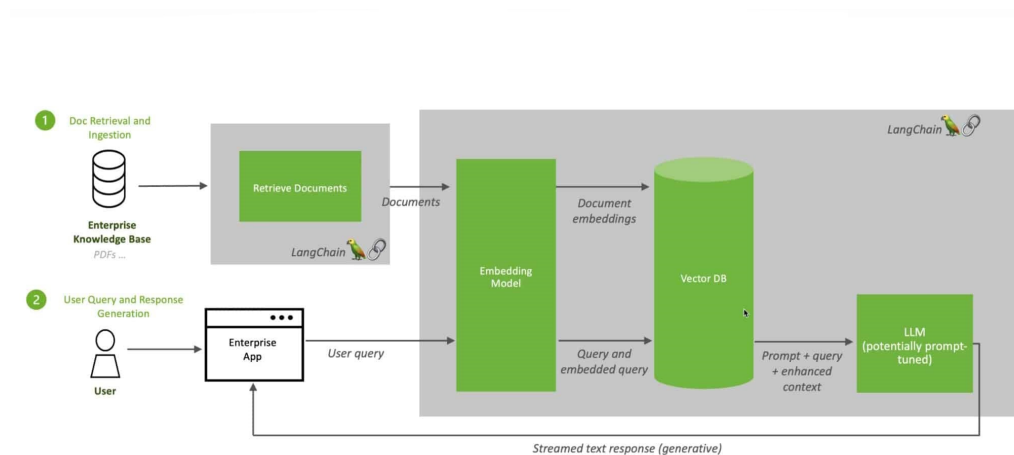 1
Doc Retrieval and
Ingestion
Enterprise
Knowledge Base
PDFs ...
Retrieve Documents
LangChain
Documents
Embedding
Model
Document
embeddings
Vector DB
LangChain
2
User Query and Response
Generation
User
Enterprise
App
User query
Query and
embedded query
Prompt + query
+ enhanced
context
LLM
(potentially prompt-
tuned)
Streamed text response (generative)